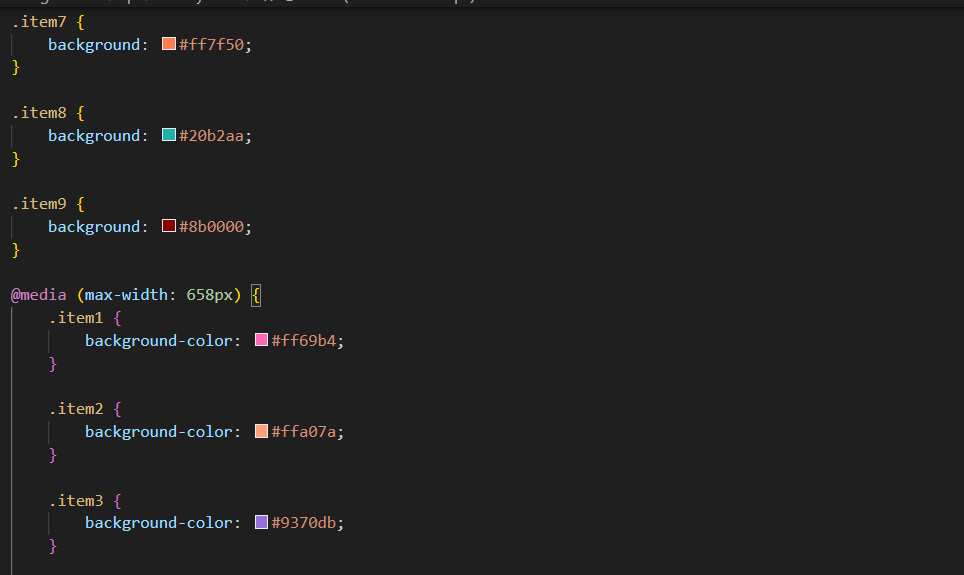 .item7 {
background: #ff7f50;
}
.item8 {
background: #20b2aa;
}
.item9 {
background: #8b0000;
}
@media (max-width: 658px) {
.item1 {
background-color: #ff69b4;
}
.item2 {
background-color: #ffa07a;
}
.item3 {
background-color: #9370db;
}